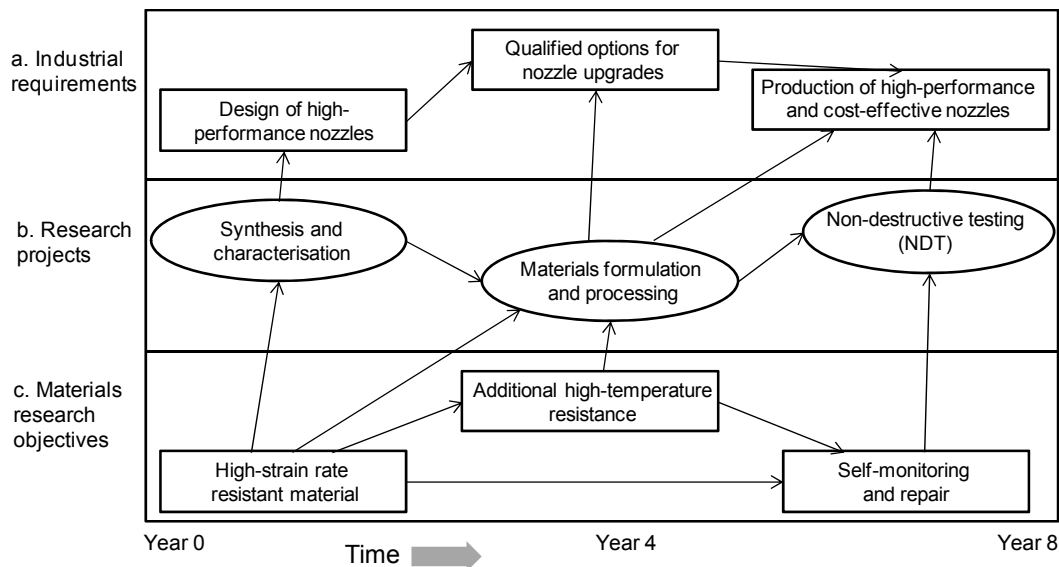 a. Industrial
requirements
Design of high-
performance nozzles
Qualified options for
nozzle upgrades
Production of high-performance
and cost-effective nozzles
b. Research
projects
Synthesis and
characterisation
Materials formulation
and processing
Non-destructive testing
(NDT)
c. Materials
research
objectives
High-strain rate
resistant material
Additional high-temperature
resistance
Self-monitoring
and repair
Year 0
Time
Year 4
Year 8